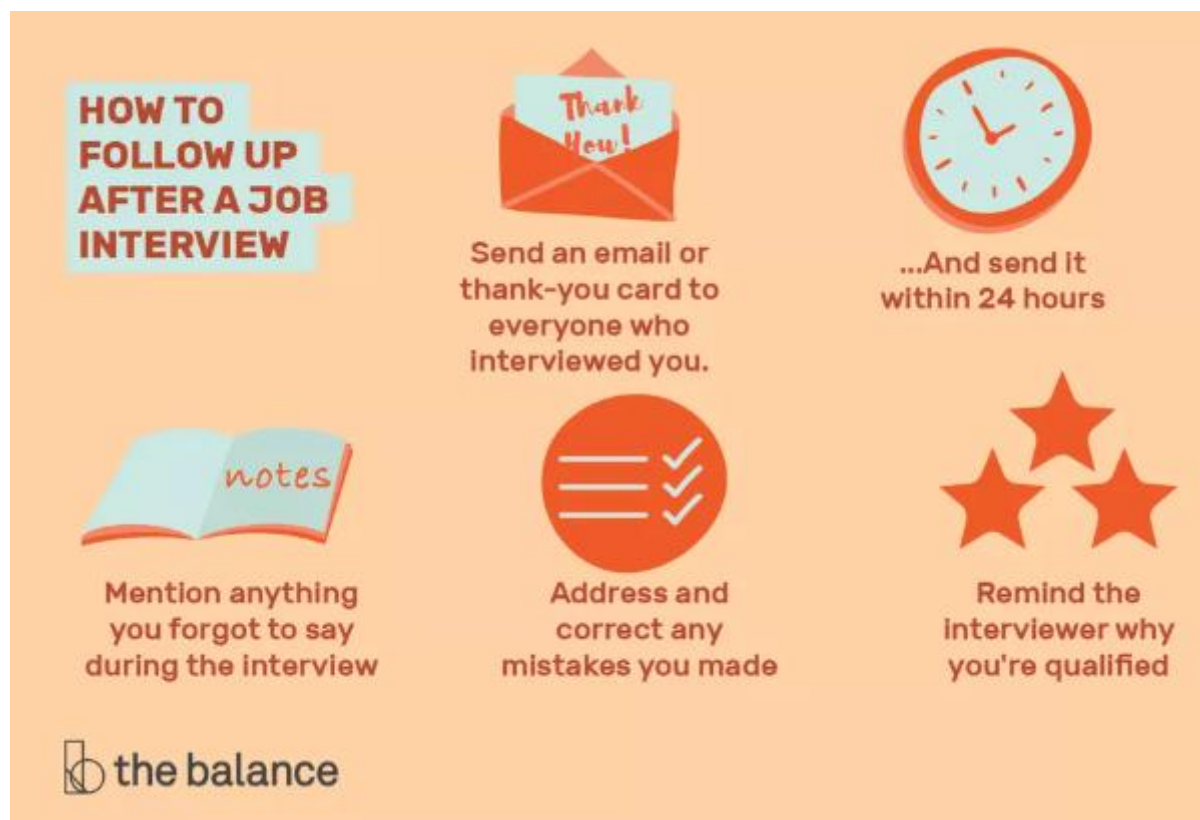 HOW TO
FOLLOW UP
AFTER A JOB
INTERVIEW
Thank
You!
Send an email or
thank-you card to
everyone who
interviewed you.
...And send it
within 24 hours
notes
Mention anything
you forgot to say
during the interview
Address and
correct any
mistakes you made
Remind the
interviewer why
you're qualified
the balance